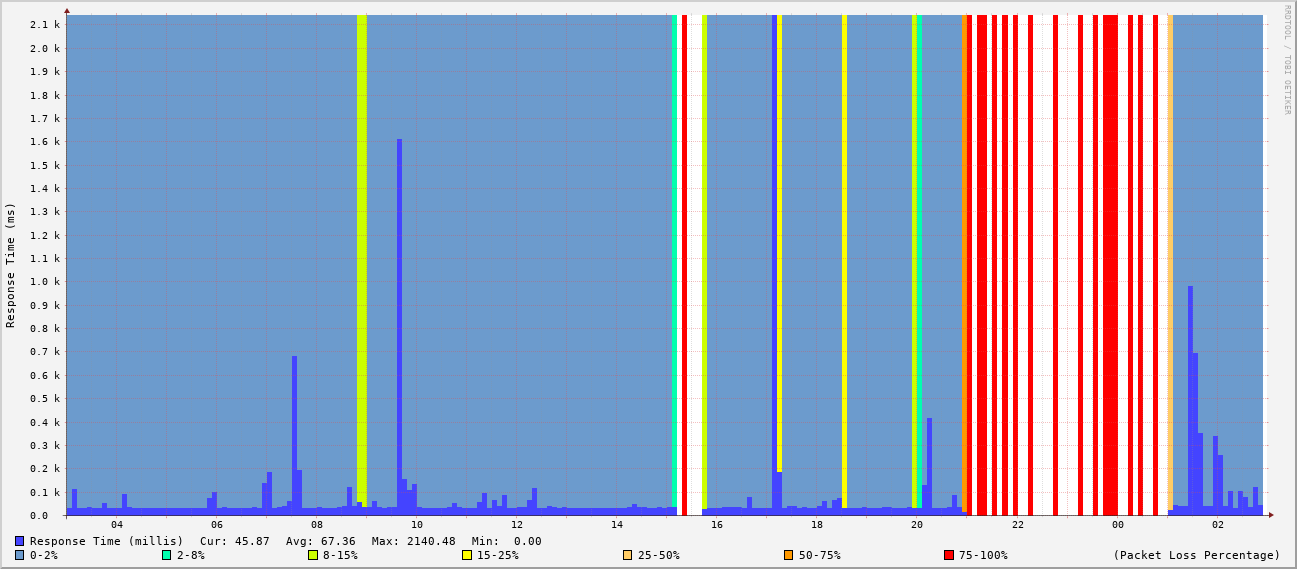 RRDTOOL / TOBI OETIKER
Response Time (ms)
2.1 k
2.0 k
1.9 k
1.8 k
1.7 k
1.6 k
1.5 k
1.4 k
1.3 k
1.2 k
1.1 k
1.0 k
0.9 k
0.8 k
0.7 k
0.6 k
0.5 k
0.4 k
0.3 k
0.2 k
0.1 k
0.0
04 06 08 10 12 14 16 18 20 22 00 02
Response Time (millis) Cur: 45.87 Avg: 67.36 Max: 2140.48 Min: 0.00
0-2% 2-8% 8-15% 15-25% 25-50% 50-75% 75-100% (Packet Loss Percentage)